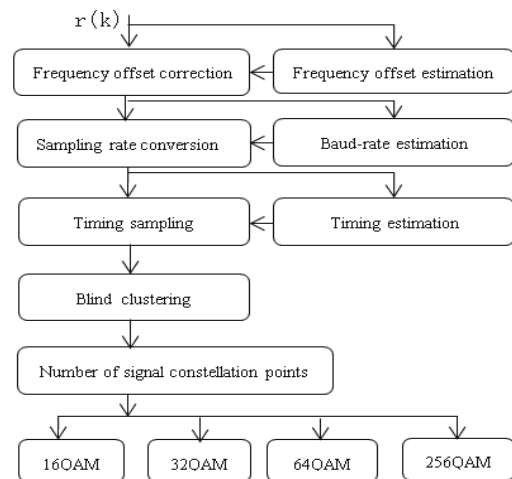 r(k)
Frequency offset correction
Frequency offset estimation
Sampling rate conversion
Baud-rate estimation
Timing sampling
Timing estimation
Blind clustering
Number of signal constellation points
16QAM
32QAM
64QAM
256QAM